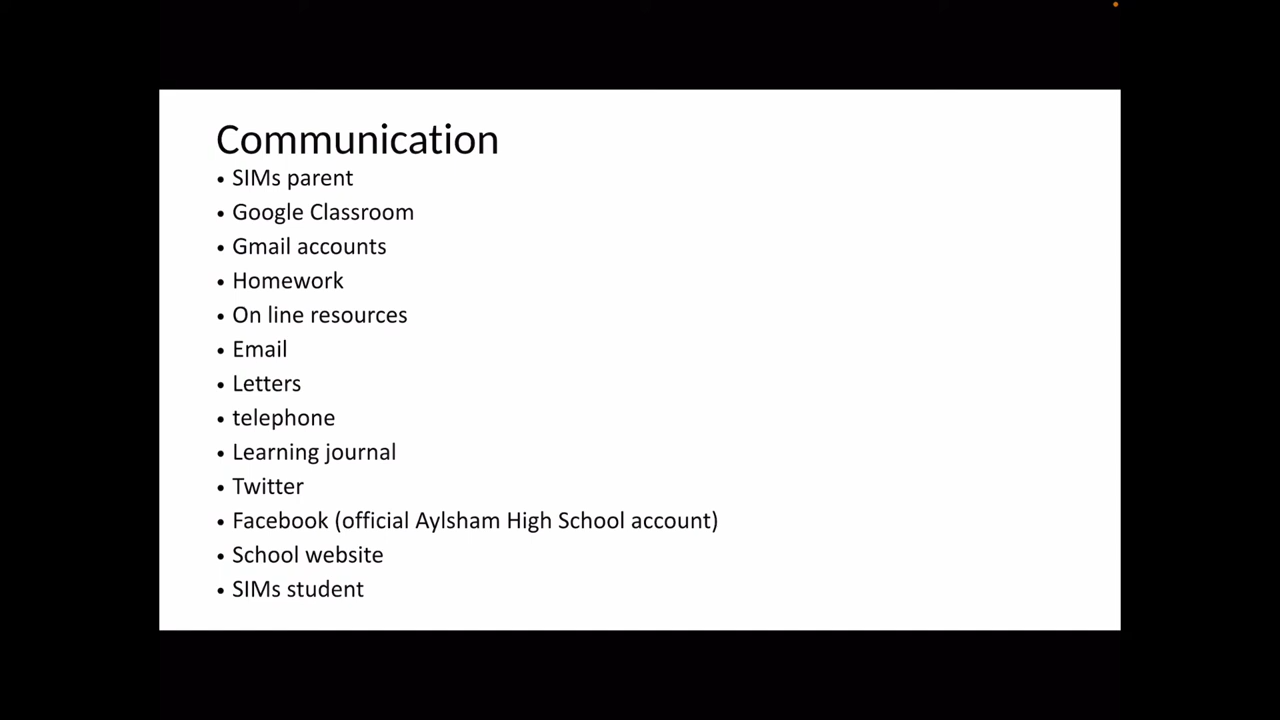 Communication
• SIMs parent
• Google Classroom
• Gmail accounts
• Homework
• On line resources
• Email
• Letters
• telephone
• Learning journal
• Twitter
• Facebook (official Aylsham High School account)
• School website
• SIMs student